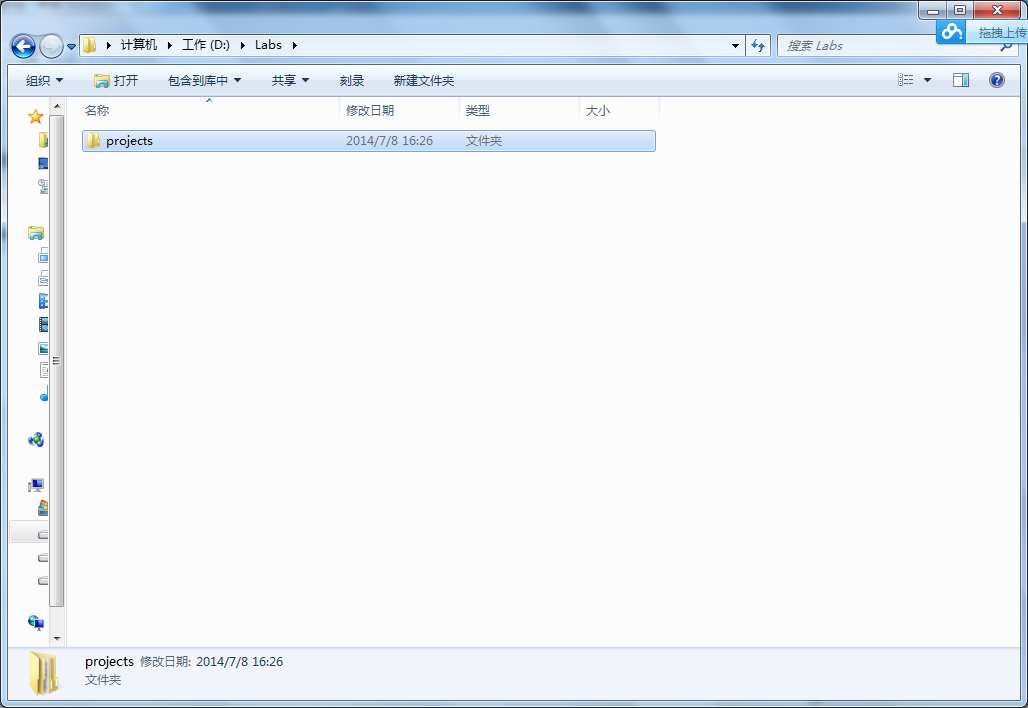 拖拽上传
计算机 工作 (D:) Labs 搜索 Labs
组织 打开 包含到库中 共享 刻录 新建文件夹
名称 修改日期 类型 大小
projects 2014/7/8 16:26 文件夹
projects 修改日期: 2014/7/8 16:26
文件夹